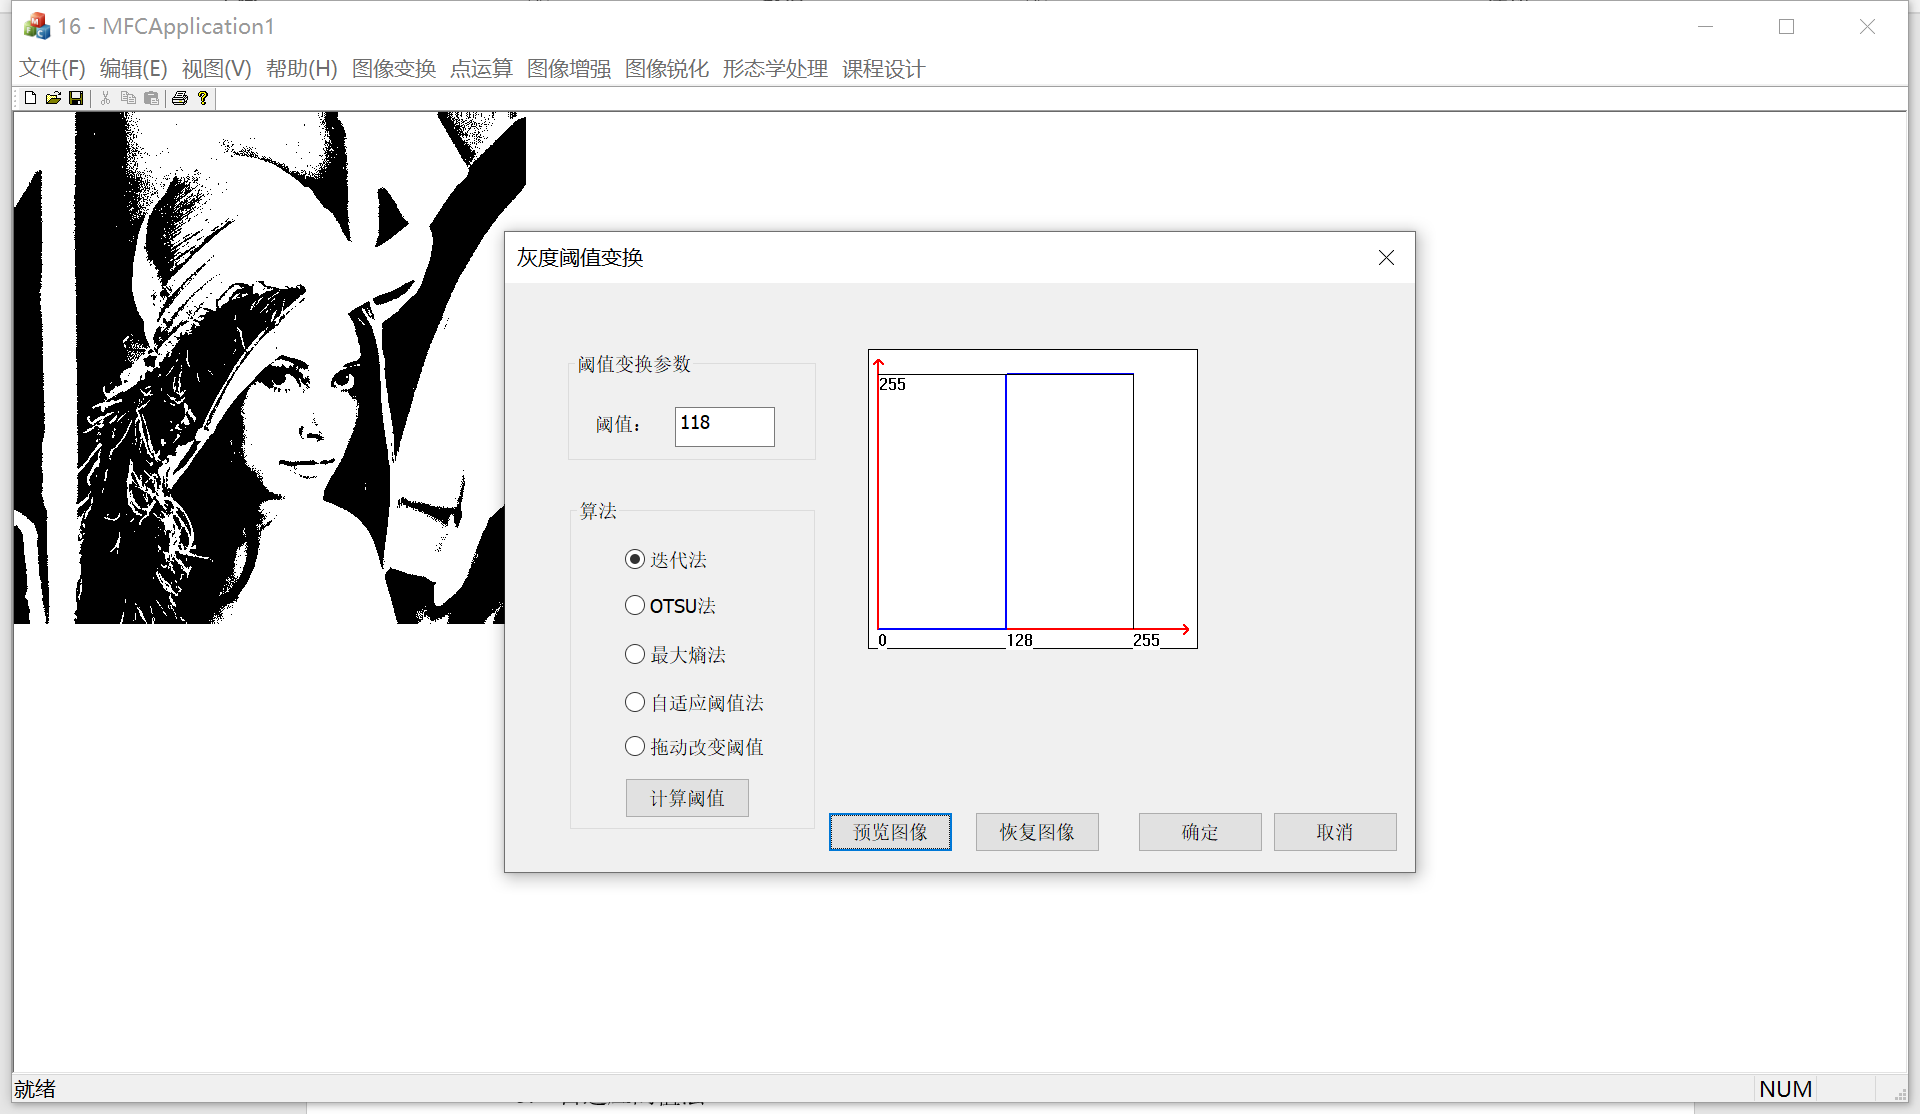 16 - MFCApplication1
文件(F) 编辑(E) 视图(V) 帮助(H) 图像变换 点运算 图像增强 图像锐化 形态学处理 课程设计
灰度阈值变换
阈值变换参数
阈值： 118
算法
迭代法
OTSU法
最大熵法
自适应阈值法
拖动改变阈值
计算阈值
255
0 128 255
预览图像 恢复图像 确定 取消
就绪 NUM